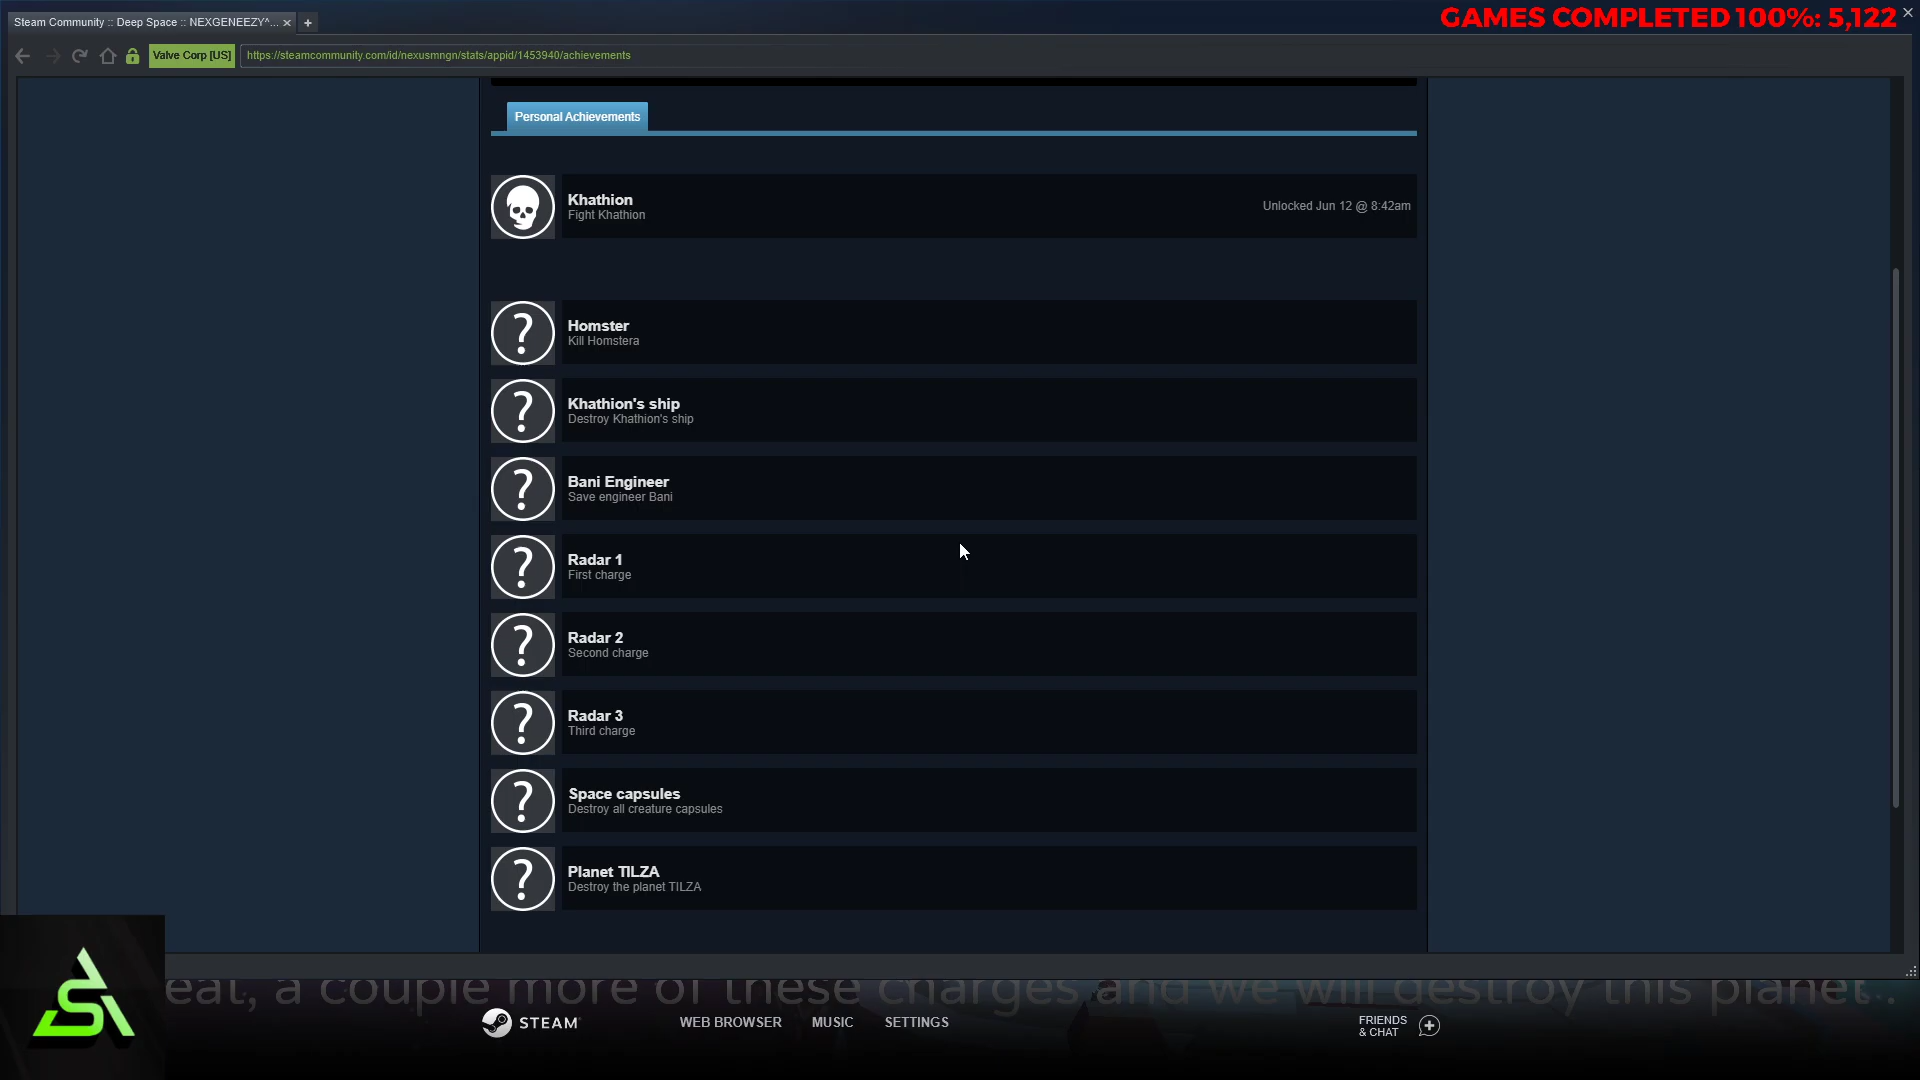 Steam Community :: Deep Space :: NEXGENEEZY^...
GAMES COMPLETED 100%: 5,122
Valve Corp [US]
https://steamcommunity.com/id/nexusmngn/stats/appid/1453940/achievements
Personal Achievements
Khathion
Fight Khathion
Unlocked Jun 12 @ 8:42am
Homster
Kill Homstera
Khathion's ship
Destroy Khathion's ship
Bani Engineer
Save engineer Bani
Radar 1
First charge
Radar 2
Second charge
Radar 3
Third charge
Space capsules
Destroy all creature capsules
Planet TILZA
Destroy the planet TILZA
a couple more of these charges and we will destroy this planet.
STEAM
WEB BROWSER
MUSIC
SETTINGS
FRIENDS
& CHAT